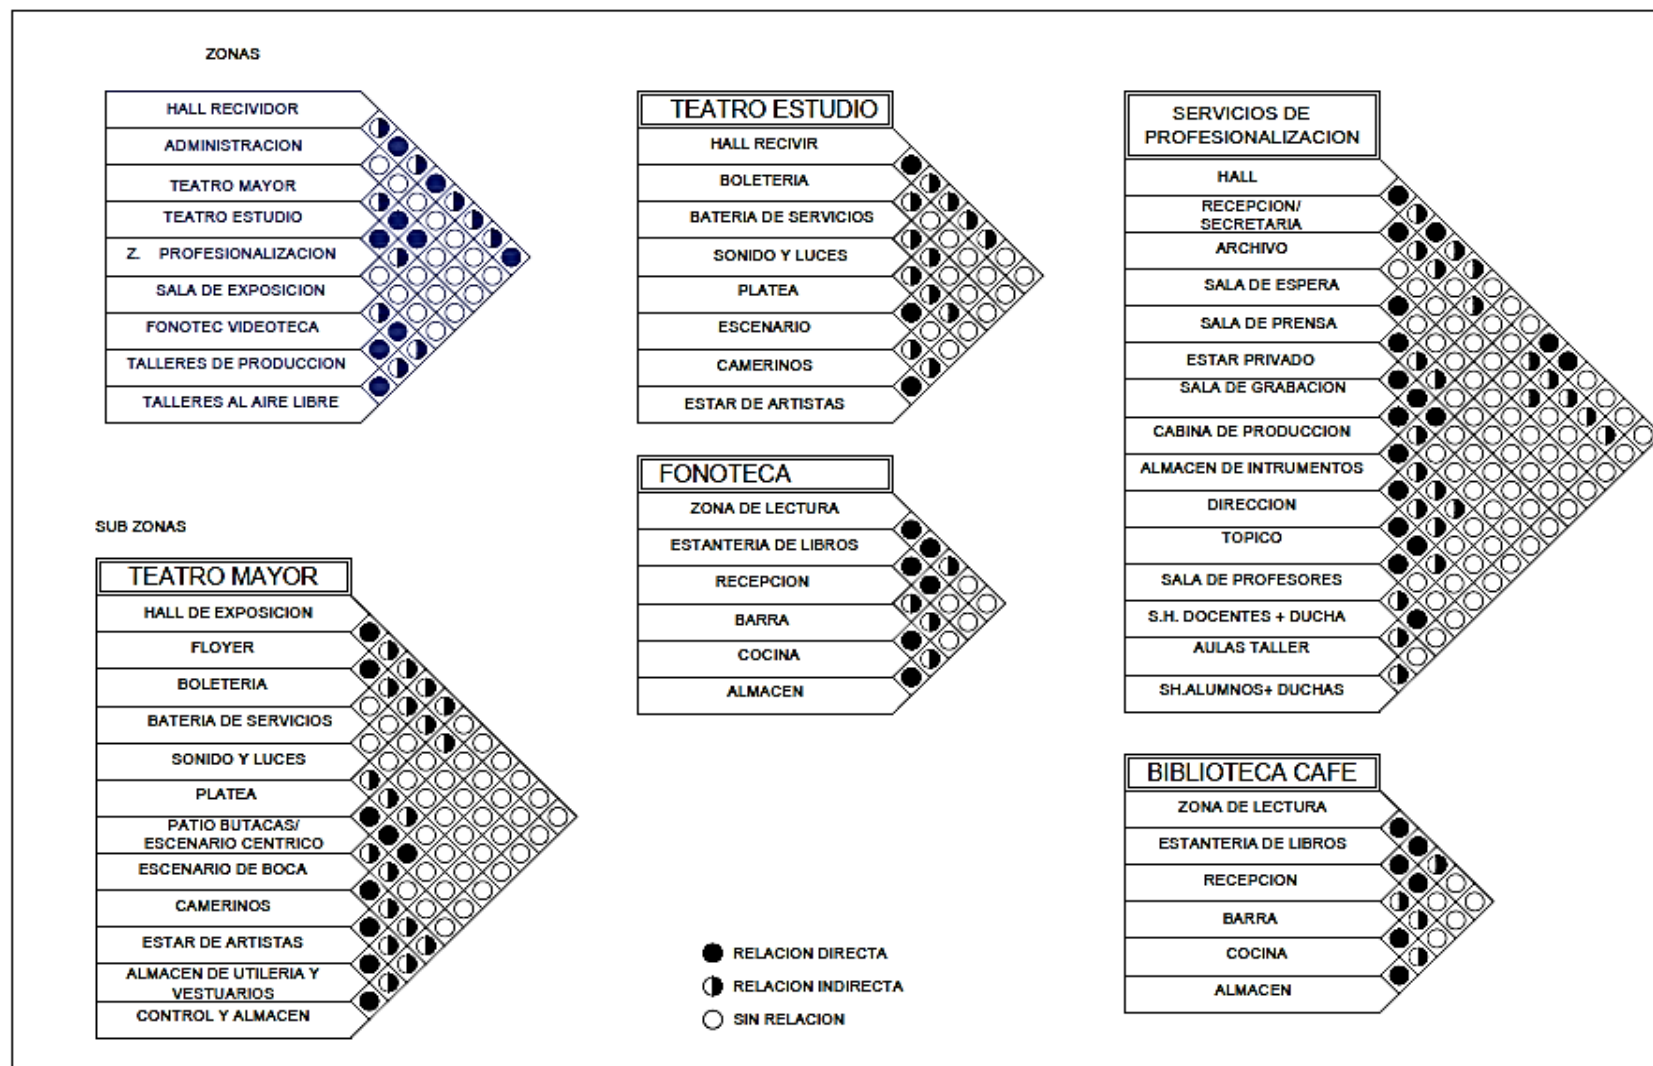 ZONAS
HALL RECIVIDOR
ADMINISTRACION
TEATRO MAYOR
TEATRO ESTUDIO
Z. PROFESIONALIZACION
SALA DE EXPOSICION
FONOTEC VIDEOTECA
TALLERES DE PRODUCCION
TALLERES AL AIRE LIBRE
SUB ZONAS
TEATRO MAYOR
HALL DE EXPOSICION
FLOYER
BOLETERIA
BATERIA DE SERVICIOS
SONIDO Y LUCES
PLATEA
PATIO BUTACAS/
ESCENARIO CENTRICO
ESCENARIO DE BOCA
CAMERINOS
ESTAR DE ARTISTAS
ALMACEN DE UTILERIA Y
VESTUARIOS
CONTROL Y ALMACEN
TEATRO ESTUDIO
HALL RECIVIR
BOLETERIA
BATERIA DE SERVICIOS
SONIDO Y LUCES
PLATEA
ESCENARIO
CAMERINOS
ESTAR DE ARTISTAS
FONOTECA
ZONA DE LECTURA
ESTANTERIA DE LIBROS
RECEPCION
BARRA
COCINA
ALMACEN
RELACION DIRECTA
RELACION INDIRECTA
SIN RELACION
SERVICIOS DE
PROFESIONALIZACION
HALL
RECEPCION/
SECRETARIA
ARCHIVO
SALA DE ESPERA
SALA DE PRENSA
ESTAR PRIVADO
SALA DE GRABACION
CABINA DE PRODUCCION
ALMACEN DE INTRUMENTOS
DIRECCION
TOPICO
SALA DE PROFESORES
S.H. DOCENTES + DUCHA
AULAS TALLER
SH.ALUMNOS+ DUCHAS
BIBLIOTECA CAFE
ZONA DE LECTURA
ESTANTERIA DE LIBROS
RECEPCION
BARRA
COCINA
ALMACEN